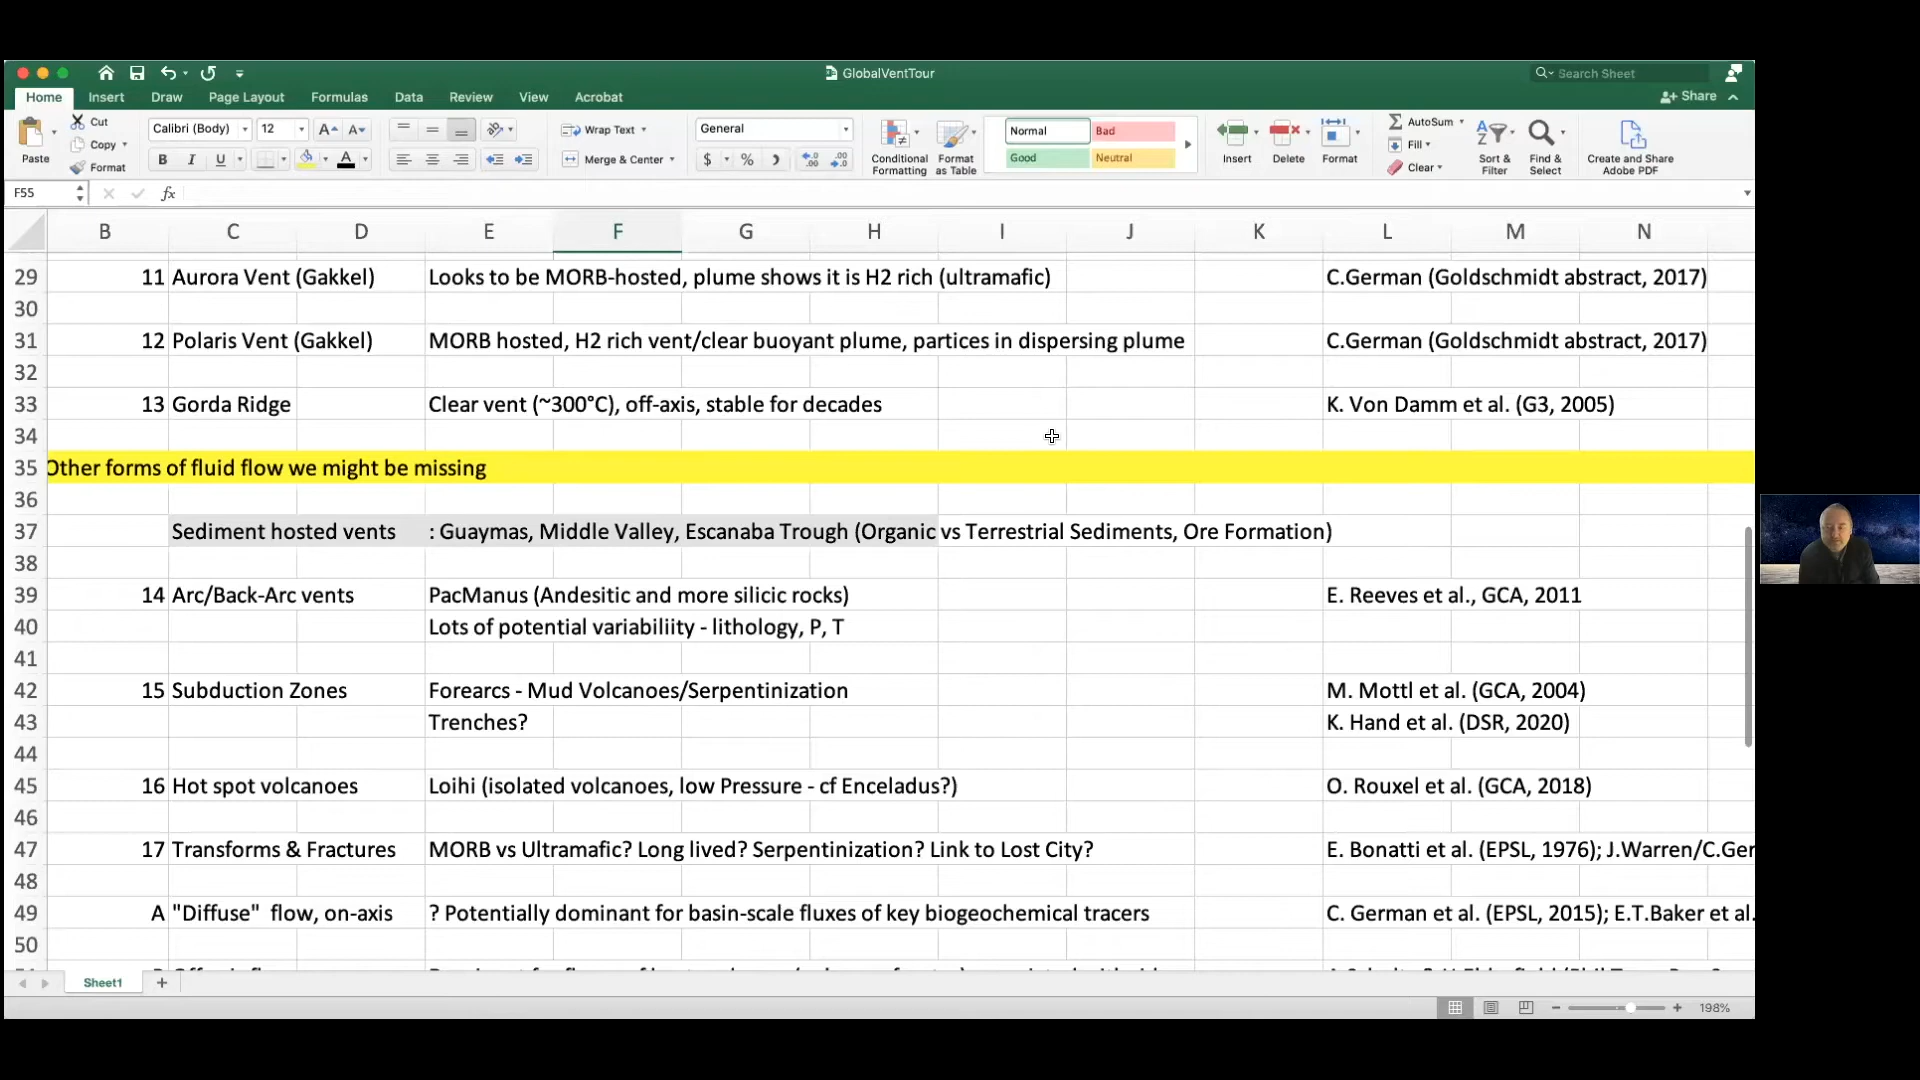 GlobalVentTour
Search Sheet
Home Insert Draw Page Layout Formulas Data Review View Acrobat
Share
Paste
Cut
Copy
Format
Calibri (Body) 12
Wrap Text
Merge & Center
General
Conditional Formatting
Format as Table
Normal Bad
Good Neutral
Insert Delete Format
AutoSum
Fill
Clear
Sort & Filter
Find & Select
Create and Share Adobe PDF
F55 fx
B C D E F G H I J K L M N
29 11 Aurora Vent (Gakkel) Looks to be MORB-hosted, plume shows it is H2 rich (ultramafic) C.German (Goldschmidt abstract, 2017)
30
31 12 Polaris Vent (Gakkel) MORB hosted, H2 rich vent/clear buoyant plume, partices in dispersing plume C.German (Goldschmidt abstract, 2017)
32
33 13 Gorda Ridge Clear vent (~300°C), off-axis, stable for decades K. Von Damm et al. (G3, 2005)
34
35 Other forms of fluid flow we might be missing
36
37 Sediment hosted vents : Guaymas, Middle Valley, Escanaba Trough (Organic vs Terrestrial Sediments, Ore Formation)
38
39 14 Arc/Back-Arc vents PacManus (Andesitic and more silicic rocks) E. Reeves et al., GCA, 2011
40 Lots of potential variabiliity - lithology, P, T
41
42 15 Subduction Zones Forearcs - Mud Volcanoes/Serpentinization M. Mottl et al. (GCA, 2004)
43 Trenches? K. Hand et al. (DSR, 2020)
44
45 16 Hot spot volcanoes Loihi (isolated volcanoes, low Pressure - cf Enceladus?) O. Rouxel et al. (GCA, 2018)
46
47 17 Transforms & Fractures MORB vs Ultramafic? Long lived? Serpentinization? Link to Lost City? E. Bonatti et al. (EPSL, 1976); J.Warren/C.Ger
48
49 A "Diffuse" flow, on-axis ? Potentially dominant for basin-scale fluxes of key biogeochemical tracers C. German et al. (EPSL, 2015); E.T.Baker et al.
50
Sheet1
198%